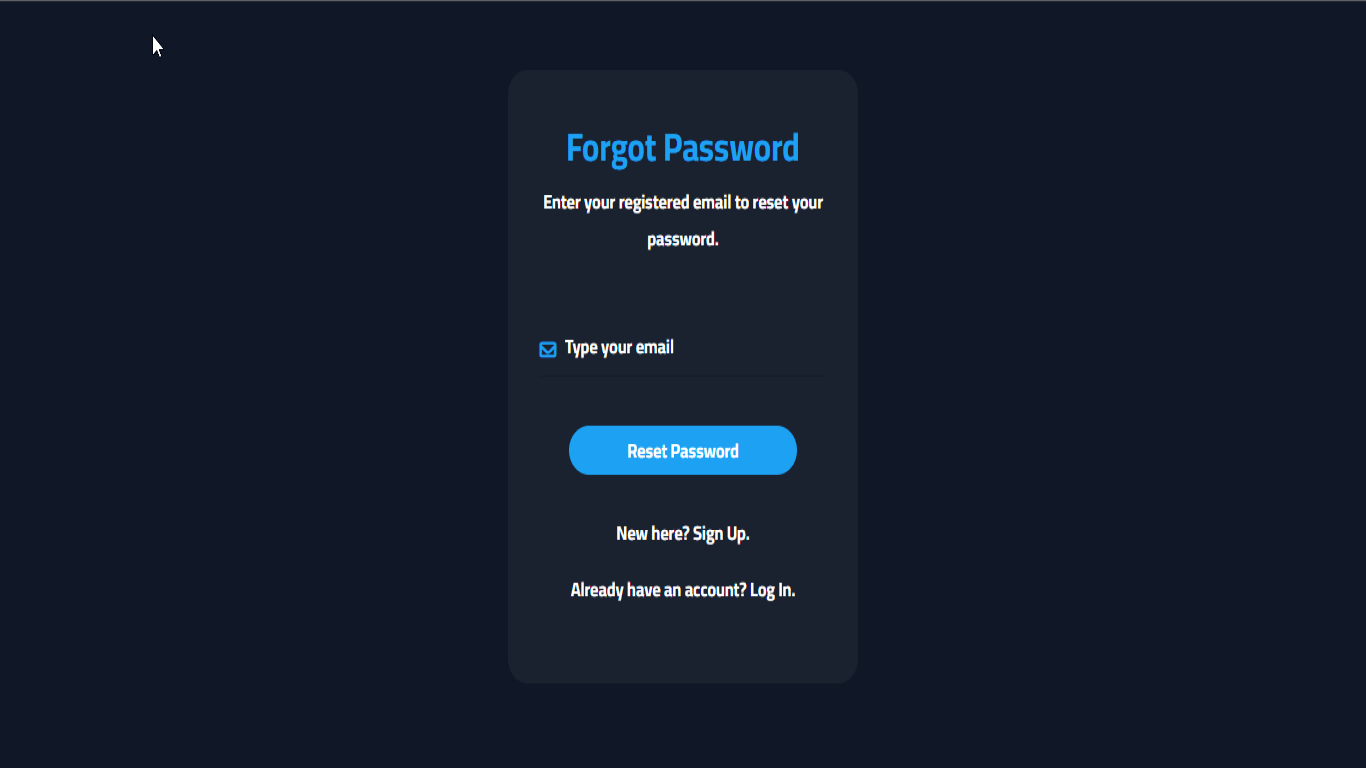 Forgot Password
Enter your registered email to reset your
password.
Type your email
Reset Password
New here? Sign Up.
Already have an account? Log In.